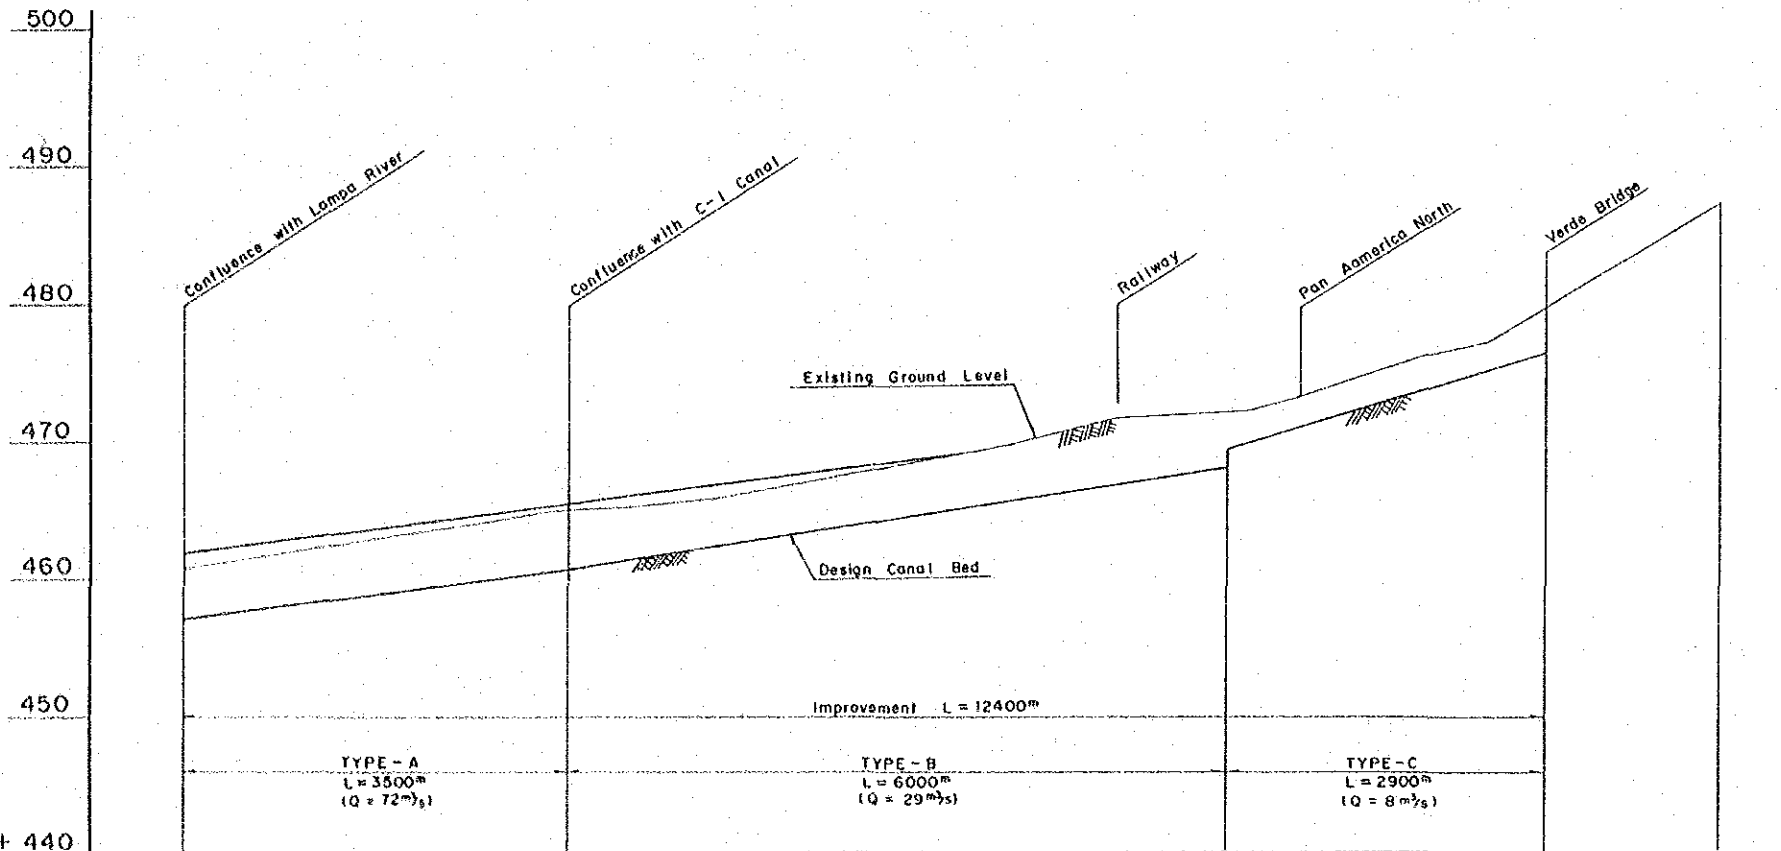 500
490
480
470
460
450
+ 440
Confluence with Lampa River
Confluence with C-1 Canal
Railway
Pan Aamerica North
Verde Bridge
Existing Ground Level
Design Canal Bed
Improvement L = 12400m
TYPE - A
L = 3500m
(Q = 72m³/s)
TYPE - B
L = 6000m
(Q = 29m³/s)
TYPE - C
L = 2900m
(Q = 8m³/s)